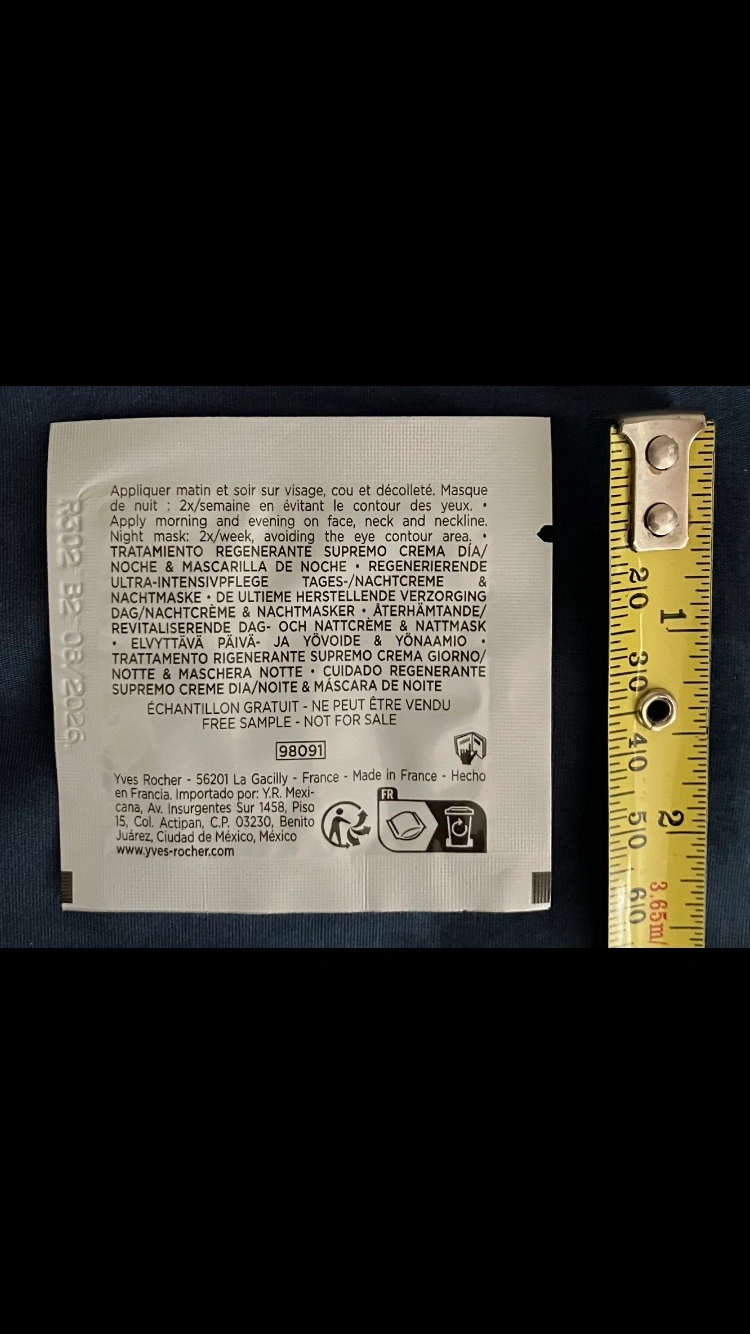 Appliquer matin et soir sur visage, cou et décolleté. Masque
de nuit : 2x/semaine en évitant le contour des yeux. •
Apply morning and evening on face, neck and neckline.
Night mask: 2x/week, avoiding the eye contour area. •
TRATAMIENTO REGENERANTE SUPREMO CREMA DÍA/
NOCHE & MASCARILLA DE NOCHE • REGENERIERENDE
ULTRA-INTENSIVPFLEGE TAGES-/NACHTCREME &
NACHTMASKE • DE ULTIEME HERSTELLENDE VERZORGING
DAG/NACHTCRÈME & NACHTMASKER • ÅTERHÄMTANDE/
REVITALISERENDE DAG- OCH NATTCRÈME & NATTMASK
• ELVYTTÄVÄ PÄIVÄ- JA YÖVOIDE & YÖNAAMIO •
TRATTAMENTO RIGENERANTE SUPREMO CREMA GIORNO/
NOTTE & MASCHERA NOTTE • CUIDADO REGENERANTE
SUPREMO CREME DIA/NOITE & MÁSCARA DE NOITE
ÉCHANTILLON GRATUIT - NE PEUT ÊTRE VENDU
FREE SAMPLE - NOT FOR SALE
98091
Yves Rocher - 56201 La Gacilly - France - Made in France - Hecho
en Francia. Importado por: Y.R. Mexi-
cana, Av. Insurgentes Sur 1458, Piso
15, Col. Actipan, C.P. 03230, Benito
Juárez, Ciudad de México, México
www.yves-rocher.com
FR
R302 B2 08/2026
20
1
30
40
2
50
60
3.65m/